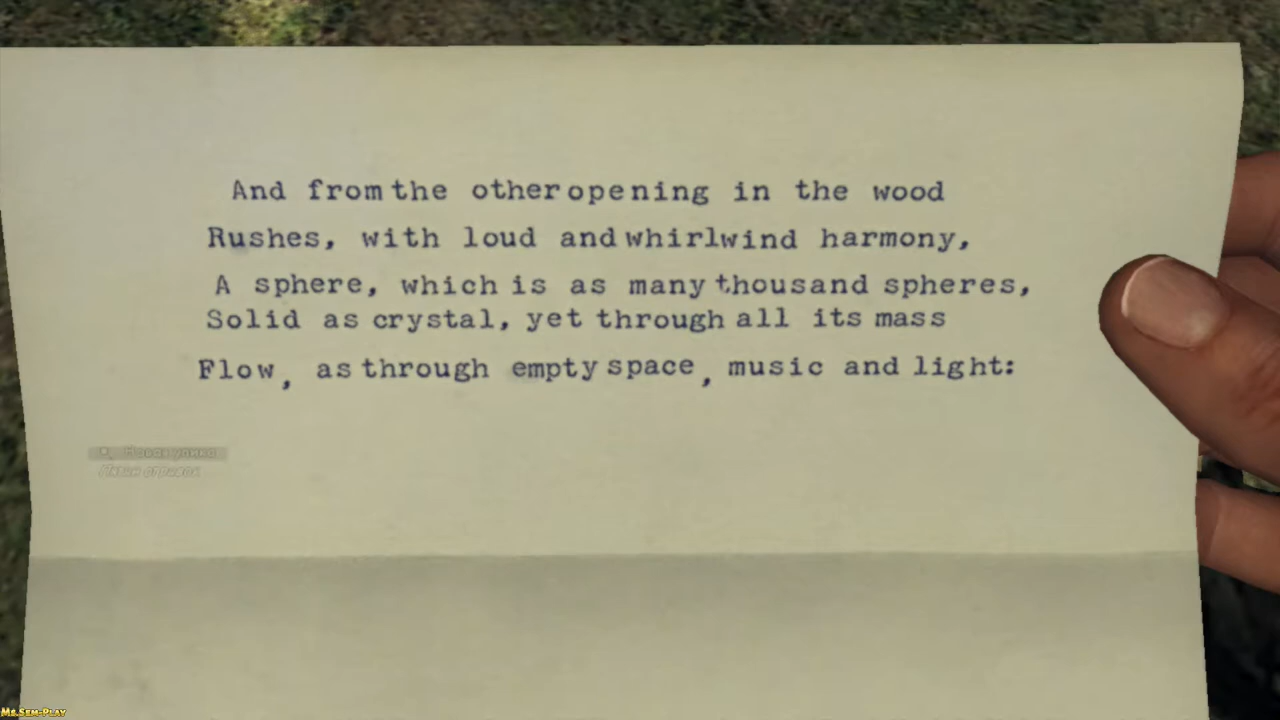 And from the other opening in the wood
Rushes, with loud and whirlwind harmony,
A sphere, which is as many thousand spheres,
Solid as crystal, yet through all its mass
Flow, as through empty space, music and light:
Ms.Sem-Play